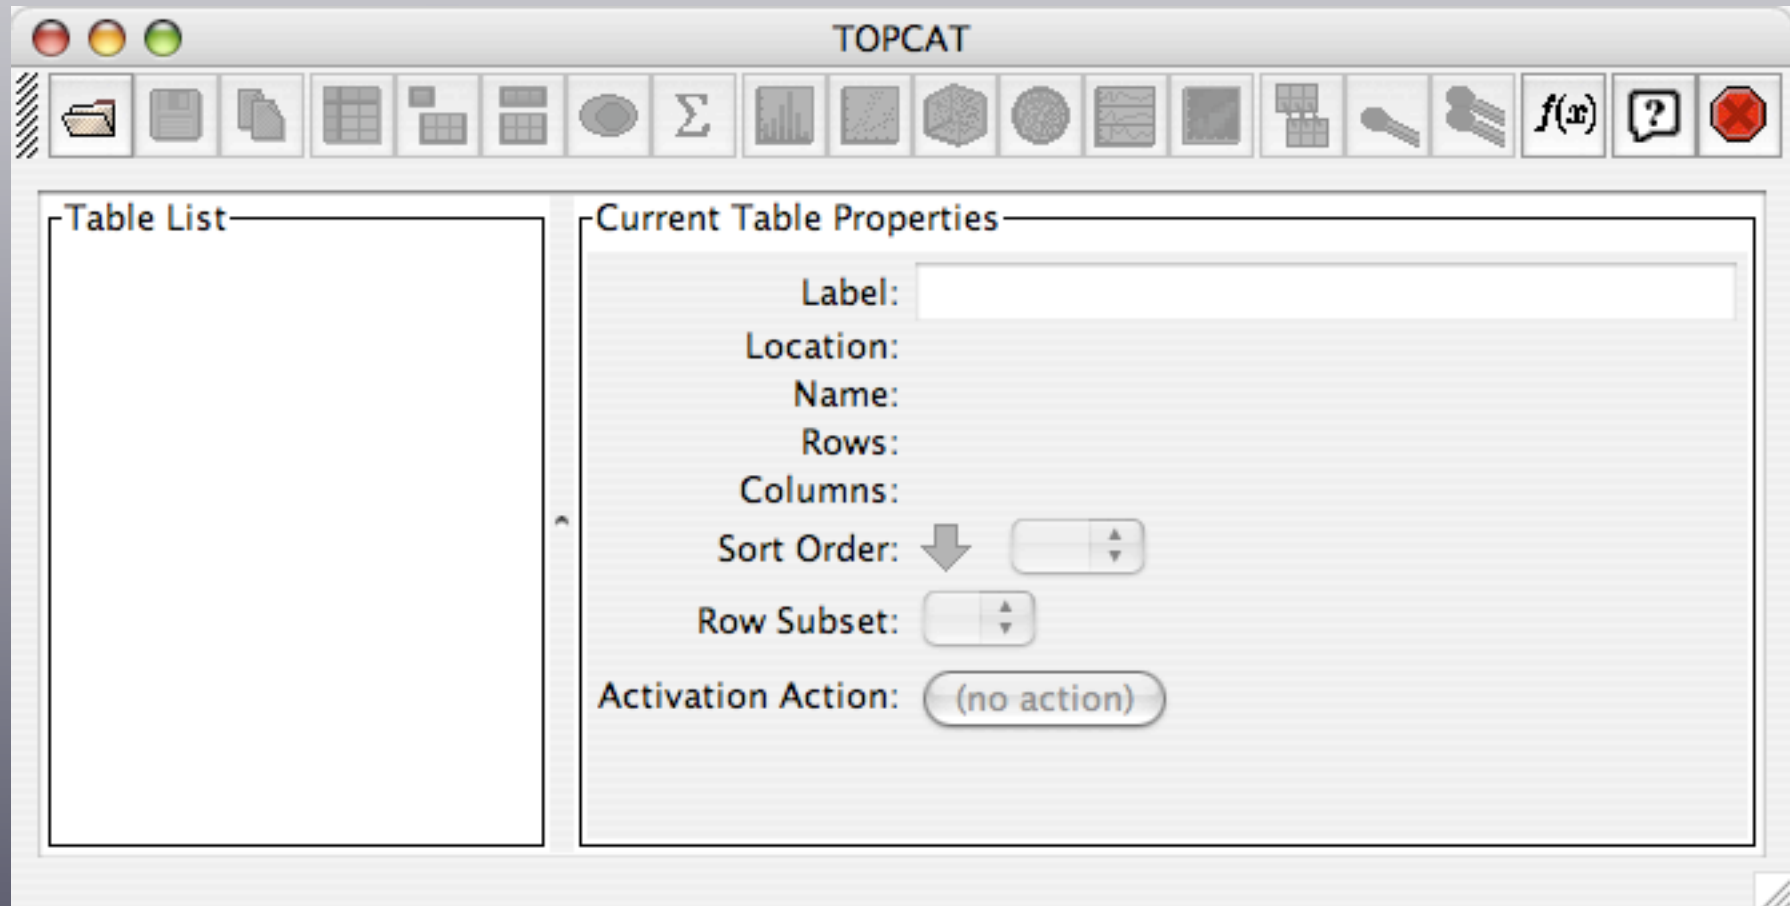 TOPCAT
Σ f(x) ?
Table List
Current Table Properties
Label:
Location:
Name:
Rows:
Columns:
Sort Order:
Row Subset:
Activation Action: (no action)